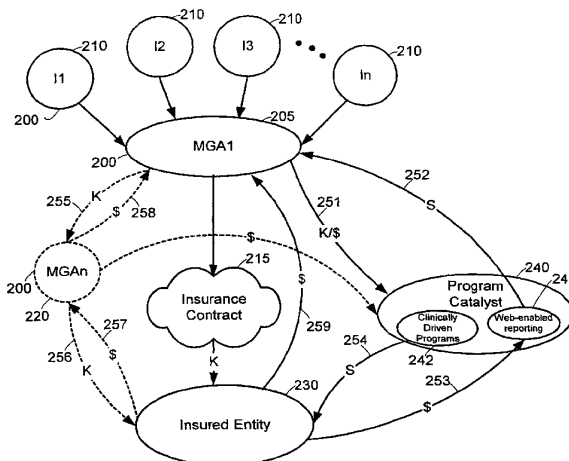 210
210
210
210
I1
I2
I3
In
200
205
200
MGA1
252
255
K
$
258
251
K/$
S
$
215
240
24
MGAn
200
220
Insurance
Contract
Program
Catalyst
Clinically
Driven
Programs
242
Web-enabled
reporting
$
259
257
256
$
K
K
254
S
253
$
230
Insured Entity